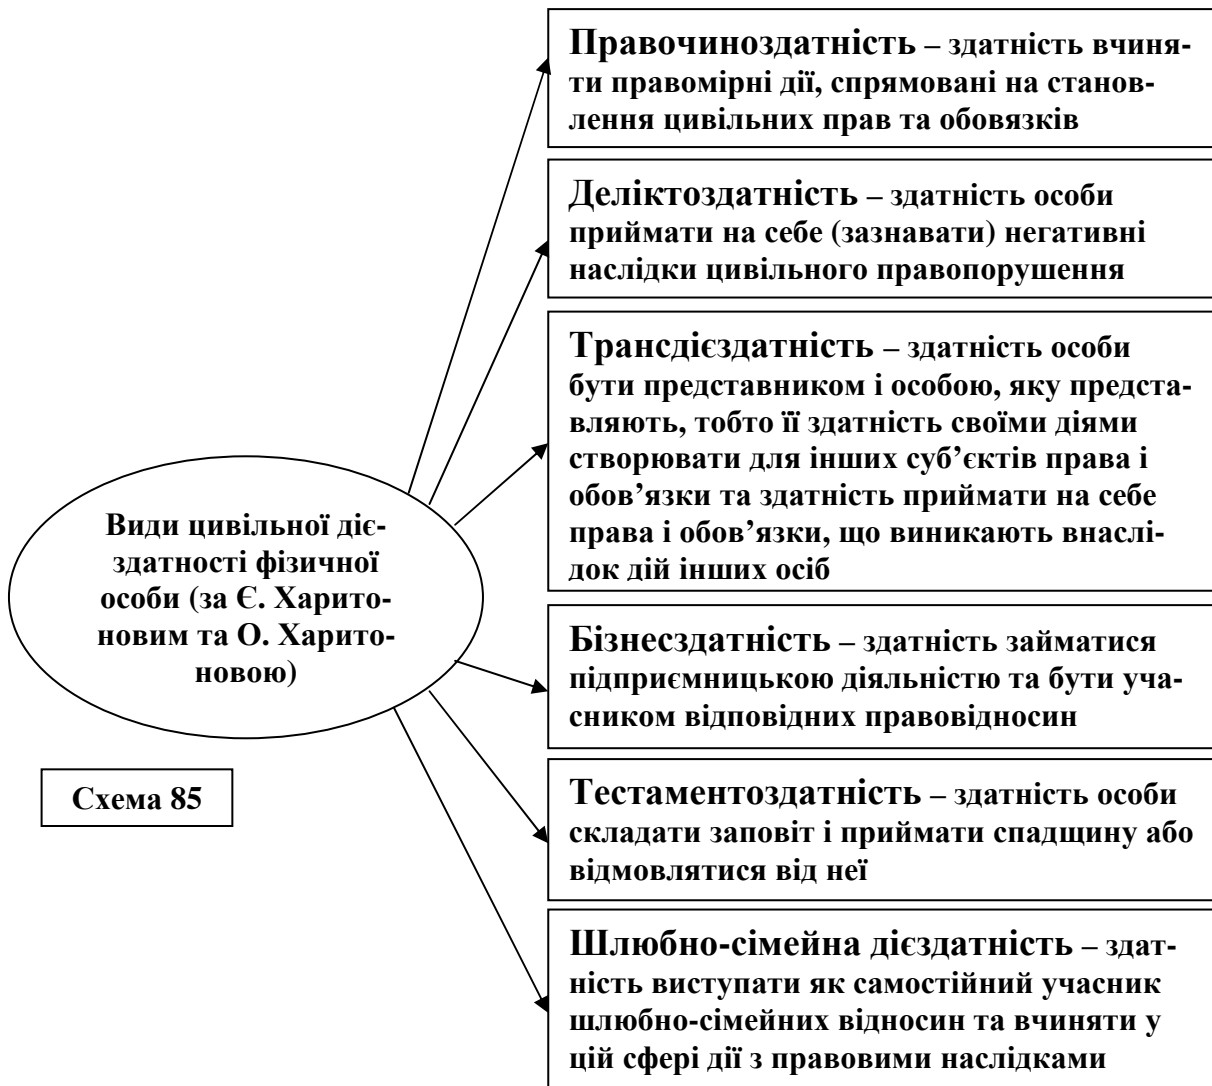 Правочиноздатність – здатність вчиня-
ти правомірні дії, спрямовані на станов-
лення цивільних прав та обовязків
Деліктоздатність – здатність особи
приймати на себе (зазнавати) негативні
наслідки цивільного правопорушення
Трансдієздатність – здатність особи
бути представником і особою, яку предста-
вляють, тобто її здатність своїми діями
створювати для інших суб’єктів права і
обов’язки та здатність приймати на себе
права і обов’язки, що виникають внаслі-
док дій інших осіб
Види цивільної діє-
здатності фізичної
особи (за Є. Харито-
новим та О. Харито-
новою)
Бізнесздатність – здатність займатися
підприємницькою діяльністю та бути уча-
сником відповідних правовідносин
Схема 85
Тестаментоздатність – здатність особи
складати заповіт і приймати спадщину або
відмовлятися від неї
Шлюбно-сімейна дієздатність – здат-
ність виступати як самостійний учасник
шлюбно-сімейних відносин та вчиняти у
цій сфері дії з правовими наслідками